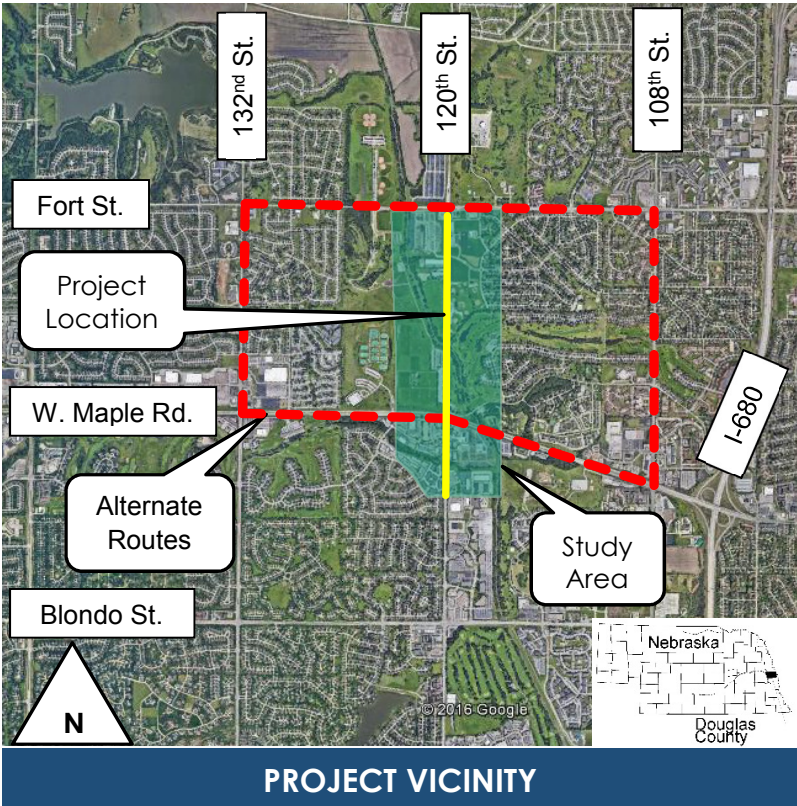 132nd St.
120th St.
108th St.
Fort St.
Project
Location
W. Maple Rd.
I-680
Alternate
Routes
Study
Area
Blondo St.
N
© 2016 Google
Nebraska
Douglas
County
PROJECT VICINITY